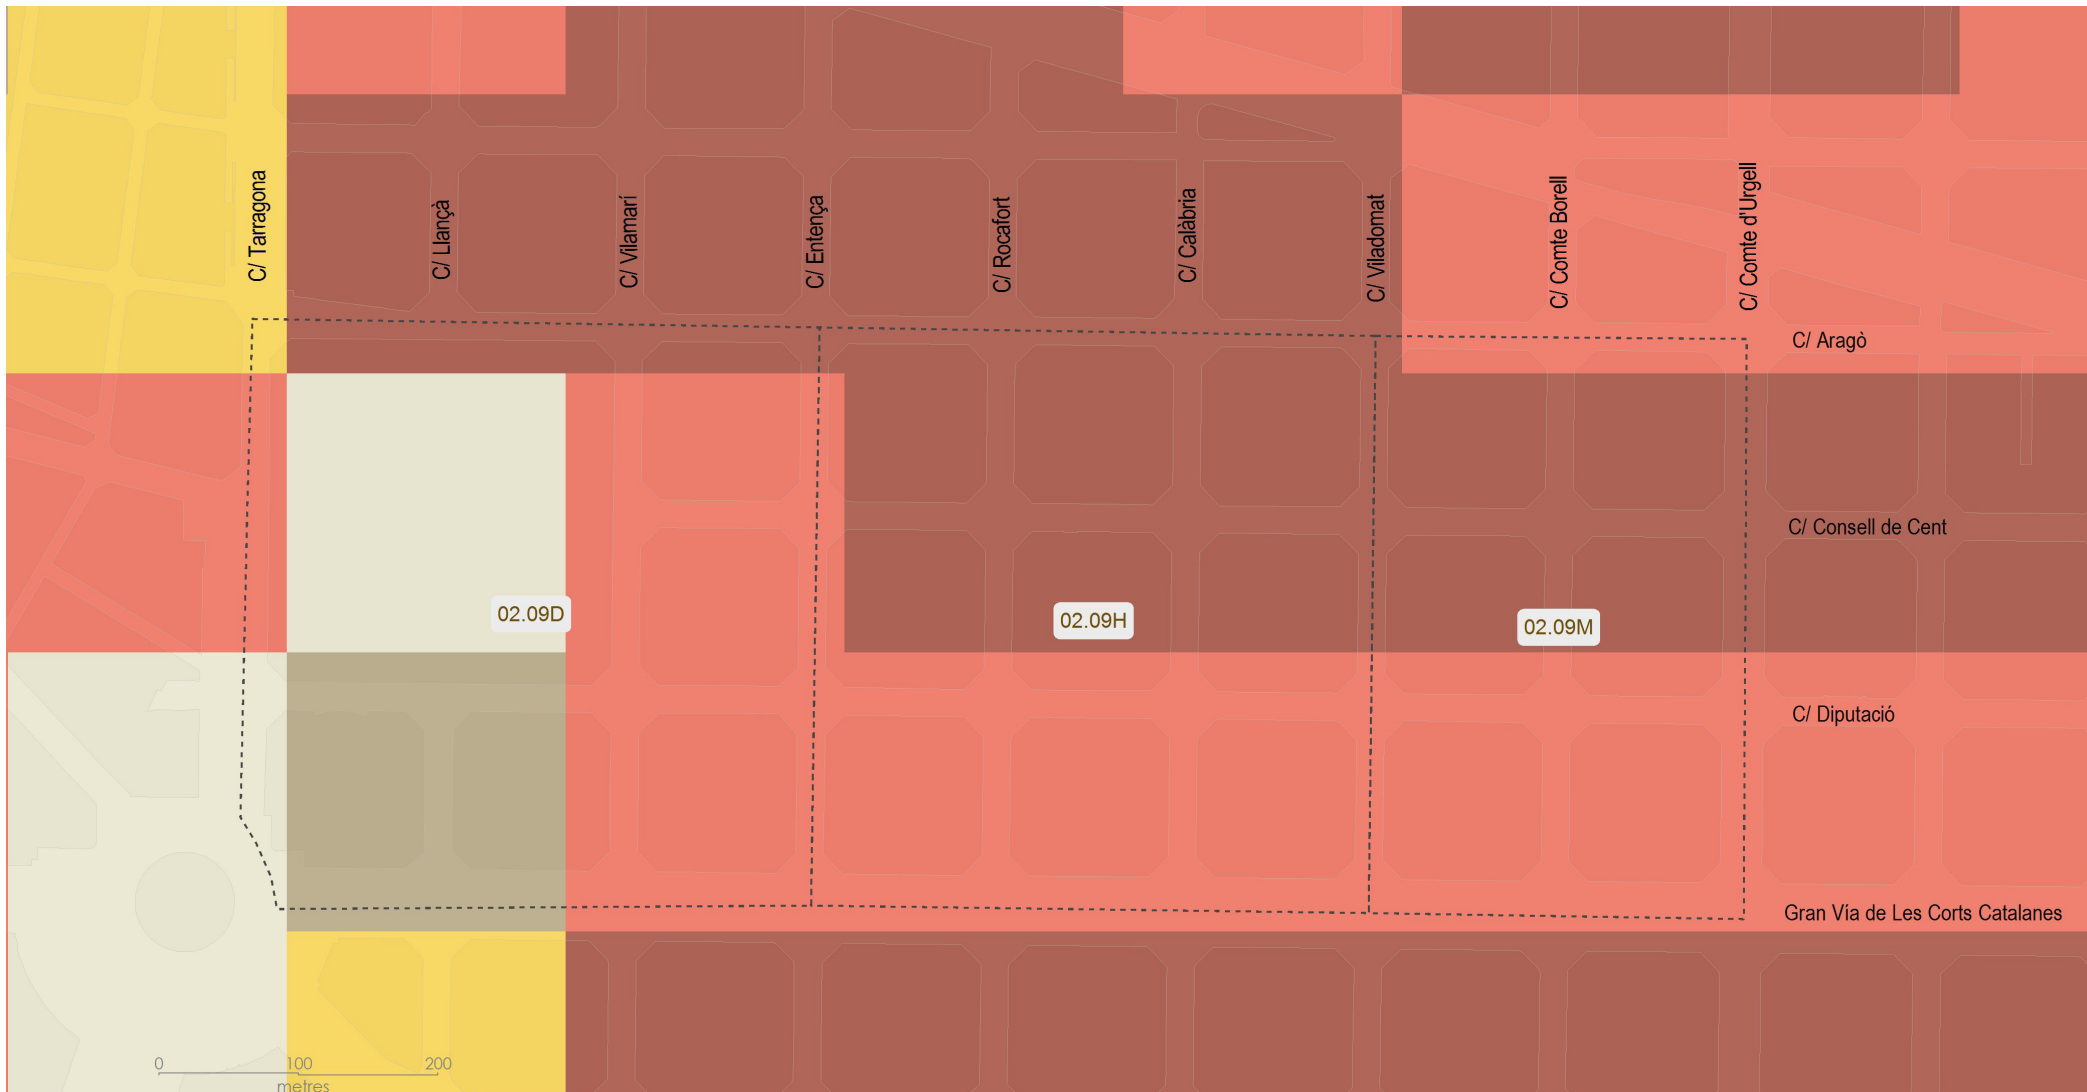 C/ Tarragona
C/ Llançà
C/ Vilamarí
C/ Entença
C/ Rocafort
C/ Calàbria
C/ Viladomat
C/ Comte Borell
C/ Comte d'Urgell
C/ Aragò
C/ Consell de Cent
02.09D
02.09H
02.09M
C/ Diputació
Gran Vía de Les Corts Catalanes
0 100 200
metres